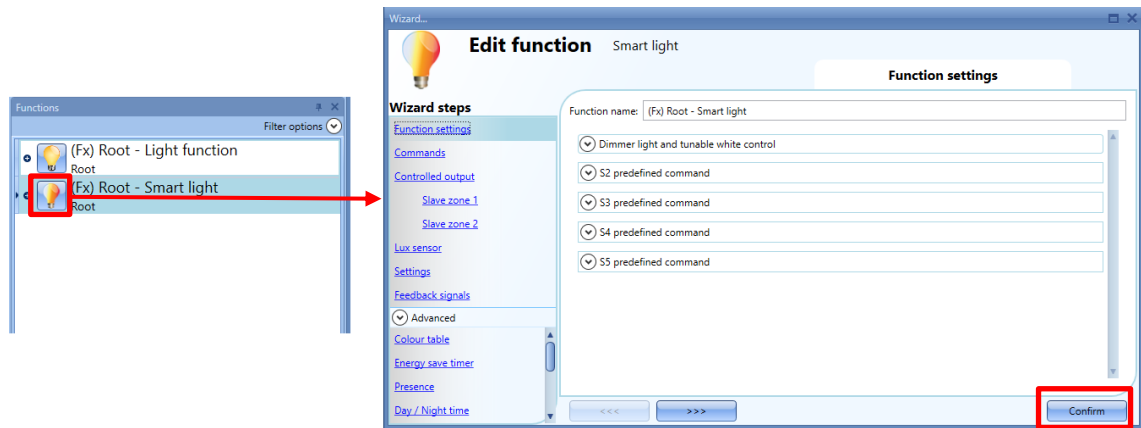 Functions
Filter options
(Fx) Root - Light function
Root
(Fx) Root - Smart light
Root
Wizard...
Edit function Smart light
Function settings
Wizard steps
Function settings
Commands
Controlled output
Slave zone 1
Slave zone 2
Lux sensor
Settings
Feedback signals
Advanced
Colour table
Energy save timer
Presence
Day / Night time
Function name: (Fx) Root - Smart light
Dimmer light and tunable white control
S2 predefined command
S3 predefined command
S4 predefined command
S5 predefined command
<<< >>> Confirm